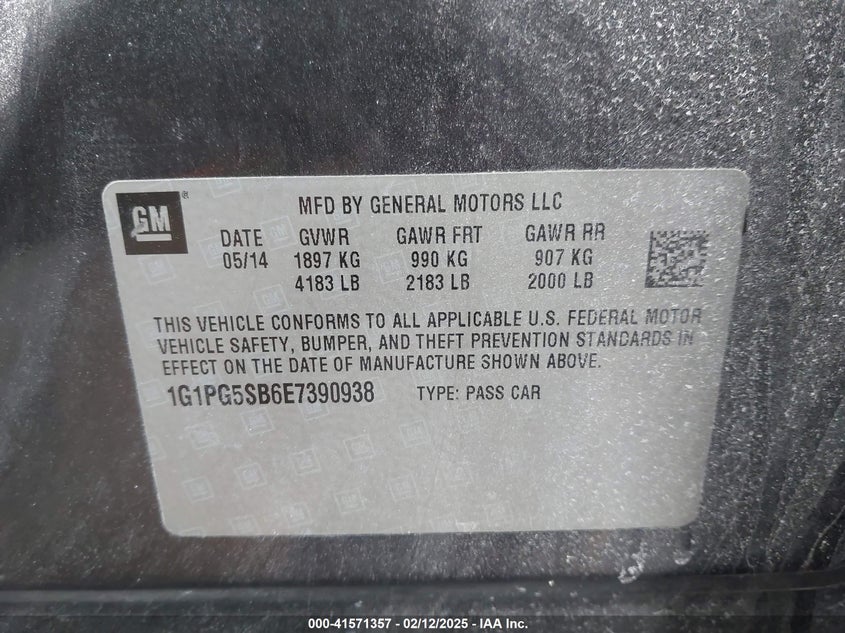 GM®
MFD BY GENERAL MOTORS LLC
DATE GVWR GAWR FRT GAWR RR
05/14 1897 KG 990 KG 907 KG
4183 LB 2183 LB 2000 LB
THIS VEHICLE CONFORMS TO ALL APPLICABLE U.S. FEDERAL MOTOR
VEHICLE SAFETY, BUMPER, AND THEFT PREVENTION STANDARDS IN
EFFECT ON THE DATE OF MANUFACTURE SHOWN ABOVE.
1G1PG5SB6E7390938 TYPE: PASS CAR
000-41571357 - 02/12/2025 - IAA Inc.